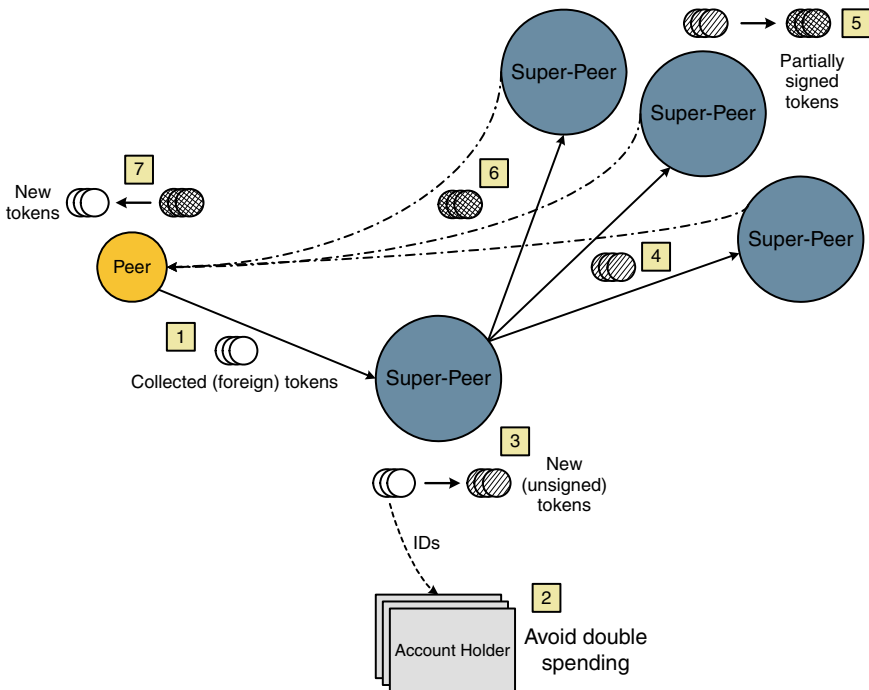 5
Super-Peer
Partially
signed
tokens
Super-Peer
7
6
New
tokens
Super-Peer
Peer
4
1
Collected (foreign) tokens
Super-Peer
3
New
(unsigned)
tokens
IDs
2
Account Holder
Avoid double
spending